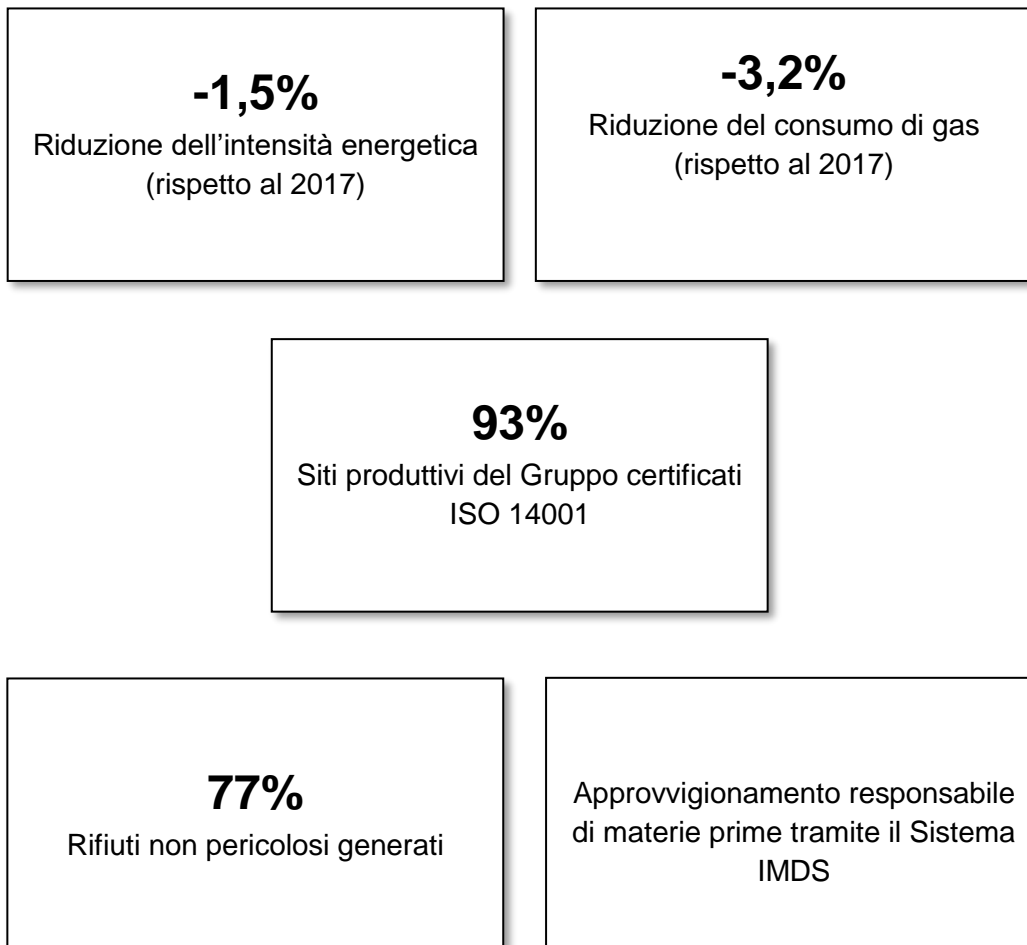 -1,5%
Riduzione dell’intensità energetica
(rispetto al 2017)
-3,2%
Riduzione del consumo di gas
(rispetto al 2017)
93%
Siti produttivi del Gruppo certificati
ISO 14001
77%
Rifiuti non pericolosi generati
Approvvigionamento responsabile
di materie prime tramite il Sistema
IMDS